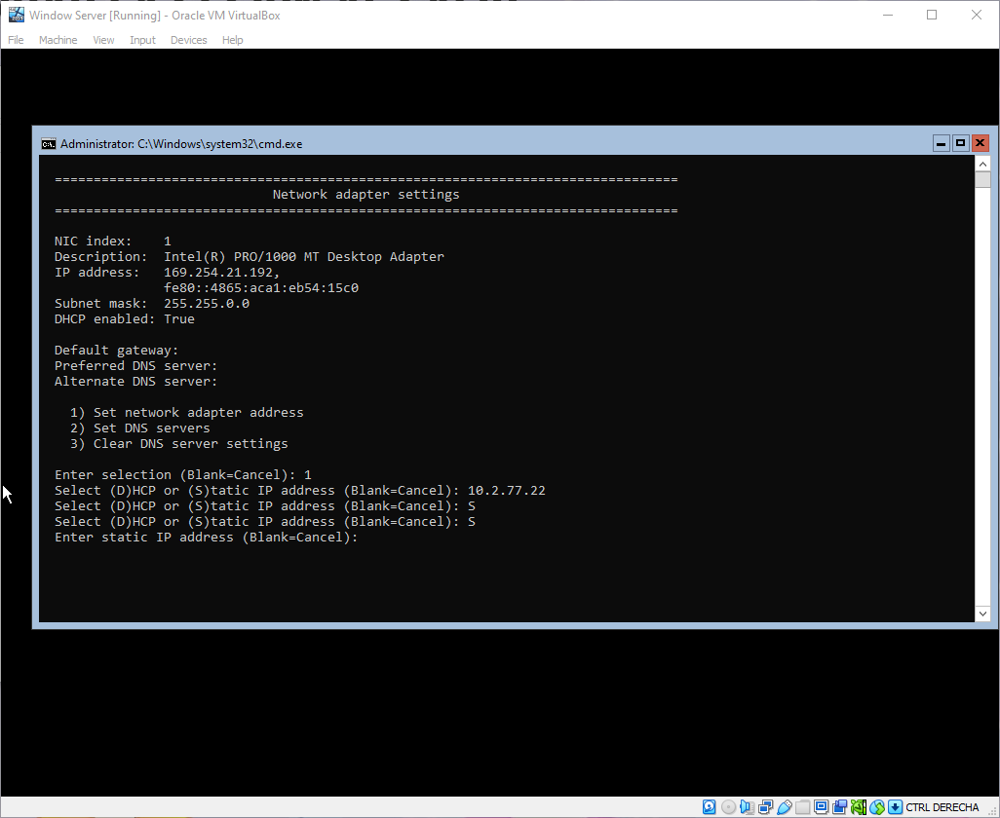 Window Server [Running] - Oracle VM VirtualBox
File Machine View Input Devices Help
Administrator: C:\Windows\system32\cmd.exe
================================================================================
Network adapter settings
================================================================================
NIC index: 1
Description: Intel(R) PRO/1000 MT Desktop Adapter
IP address: 169.254.21.192,
fe80::4865:aca1:eb54:15c0
Subnet mask: 255.255.0.0
DHCP enabled: True
Default gateway:
Preferred DNS server:
Alternate DNS server:
1) Set network adapter address
2) Set DNS servers
3) Clear DNS server settings
Enter selection (Blank=Cancel): 1
Select (D)HCP or (S)tatic IP address (Blank=Cancel): 10.2.77.22
Select (D)HCP or (S)tatic IP address (Blank=Cancel): S
Select (D)HCP or (S)tatic IP address (Blank=Cancel): S
Enter static IP address (Blank=Cancel):
CTRL DERECHA